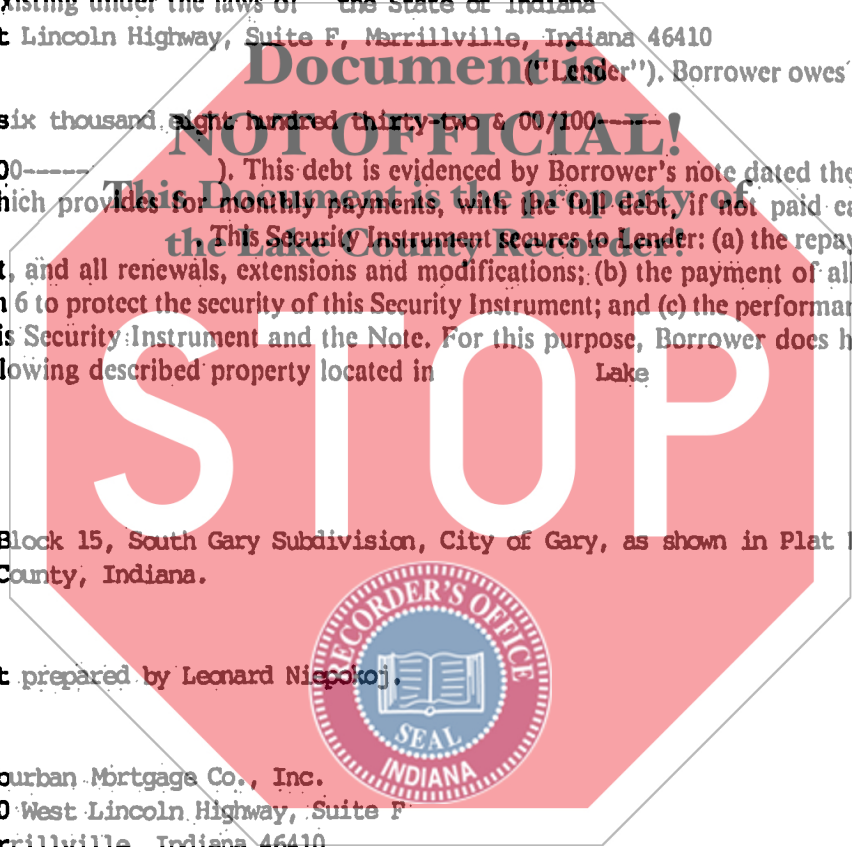 existing under the laws of the State of Indiana
t Lincoln Highway, Suite F, Merrillville, Indiana 46410
Document is
("Lender"). Borrower owes
six thousand eight hundred thirty-two & 00/100------
NOT OFFICIAL!
00----- ). This debt is evidenced by Borrower's note dated the
This Document is the property of
hich provides for monthly payments, with the full debt, if not paid ea
the Lake County Recorder!
. This Security Instrument secures to Lender: (a) the repay
t, and all renewals, extensions and modifications; (b) the payment of all
6 to protect the security of this Security Instrument; and (c) the performan
is Security Instrument and the Note. For this purpose, Borrower does h
lowing described property located in Lake
STOP
Block 15, South Gary Subdivision, City of Gary, as shown in Plat
County, Indiana.
RECORDER'S OFFICE
SEAL
INDIANA
t prepared by Leonard Niepokoj.
ourban Mortgage Co., Inc.
0 West Lincoln Highway, Suite F
rrillville, Indiana 46410